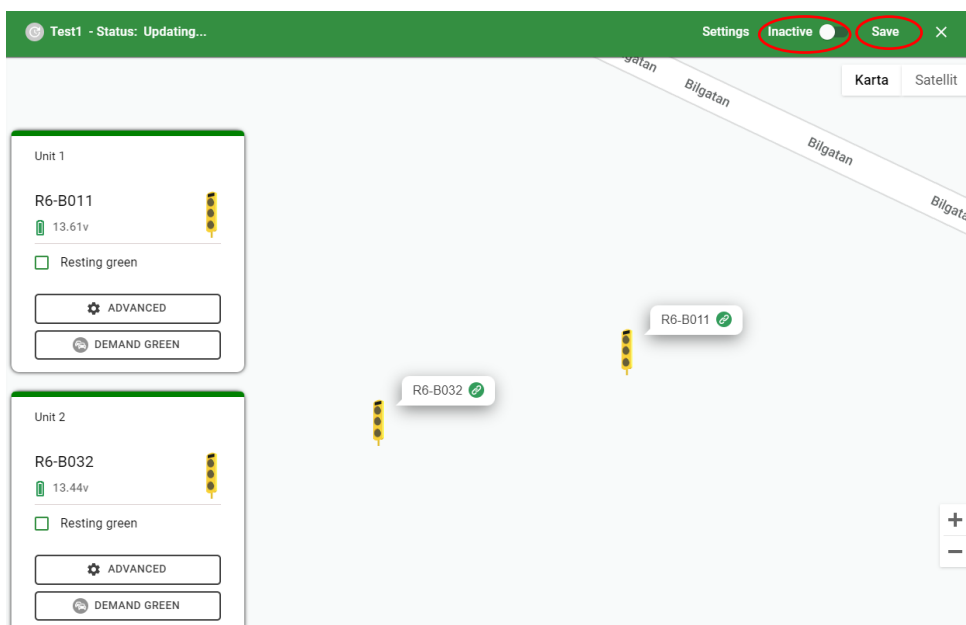 Test1 - Status: Updating...
Settings Inactive Save
Karta Satellit
Bilgatan
Bilgatan
Unit 1
R6-B011
13.61v
Resting green
ADVANCED
DEMAND GREEN
R6-B011
R6-B032
Unit 2
R6-B032
13.44v
Resting green
ADVANCED
DEMAND GREEN